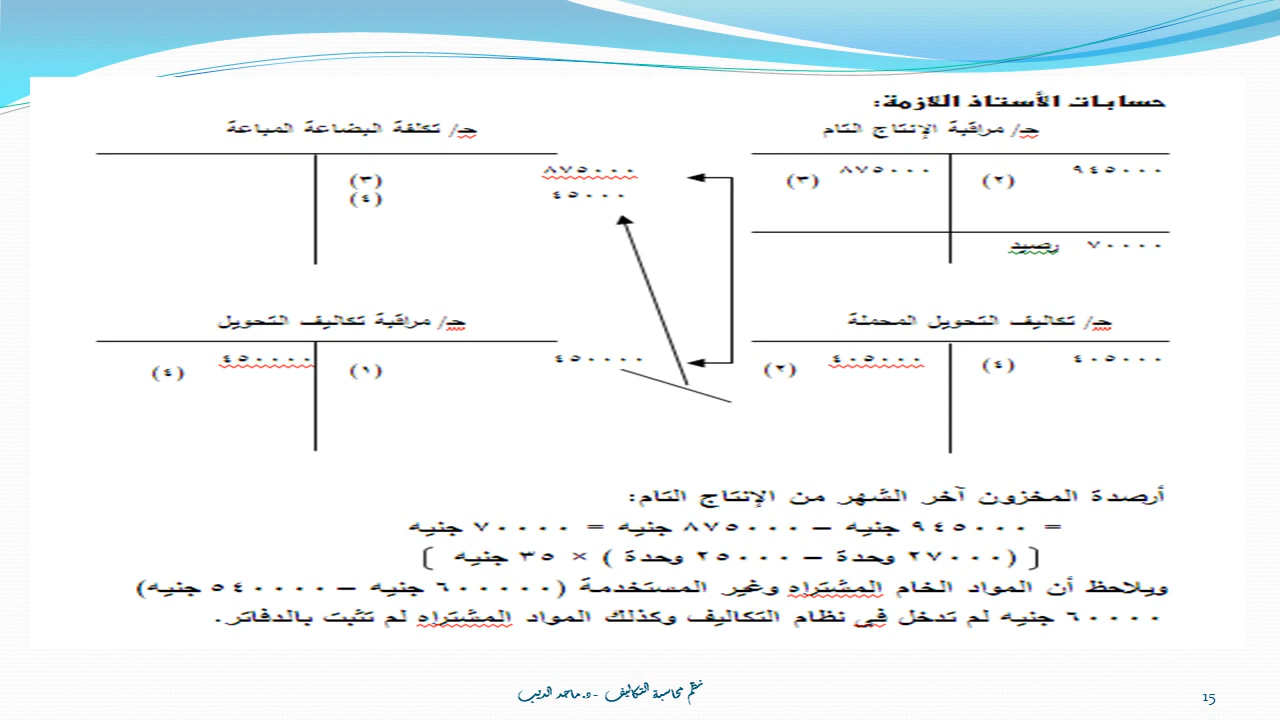 حسابات الأستاذ اللازمة:
حـ/ مراقبة الإنتاج التام
٩٤٥٠٠٠ (٢) ٨٧٥٠٠٠ (٣)
٧٠٠٠٠ رصيد
حـ/ تكلفة البضاعة المباعة
٨٧٥٠٠٠ (٣)
٤٥٠٠٠ (٤)
حـ/ تكاليف التحويل المحملة
٤٠٥٠٠٠ (٤) ٤٠٥٠٠٠ (٢)
حـ/ مراقبة تكاليف التحويل
٤٥٠٠٠٠ (١) ٤٥٠٠٠٠ (٤)
أرصدة المخزون آخر الشهر من الإنتاج التام:
= ٩٤٥٠٠٠ جنيه – ٨٧٥٠٠٠ جنيه = ٧٠٠٠٠ جنيه
[ (٢٧٠٠٠ وحدة – ٢٥٠٠٠ وحدة ) × ٣٥ جنيه ]
ويلاحظ أن المواد الخام المشتراه وغير المستخدمة (٦٠٠٠٠٠ جنيه – ٥٤٠٠٠٠ جنيه)
٦٠٠٠٠ جنيه لم تدخل في نظام التكاليف وكذلك المواد المشتراه لم تثبت بالدفاتر.
نظم محاسبة التكاليف - د. ماجد الديب
15